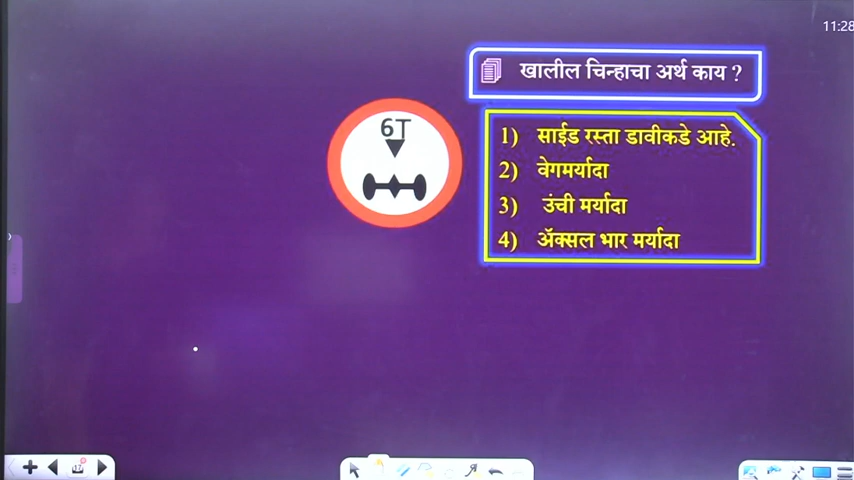 11:28
खालील चिन्हाचा अर्थ काय ?
6T
1) साईड रस्ता डावीकडे आहे.
2) वेगमर्यादा
3) उंची मर्यादा
4) ॲक्सल भार मर्यादा